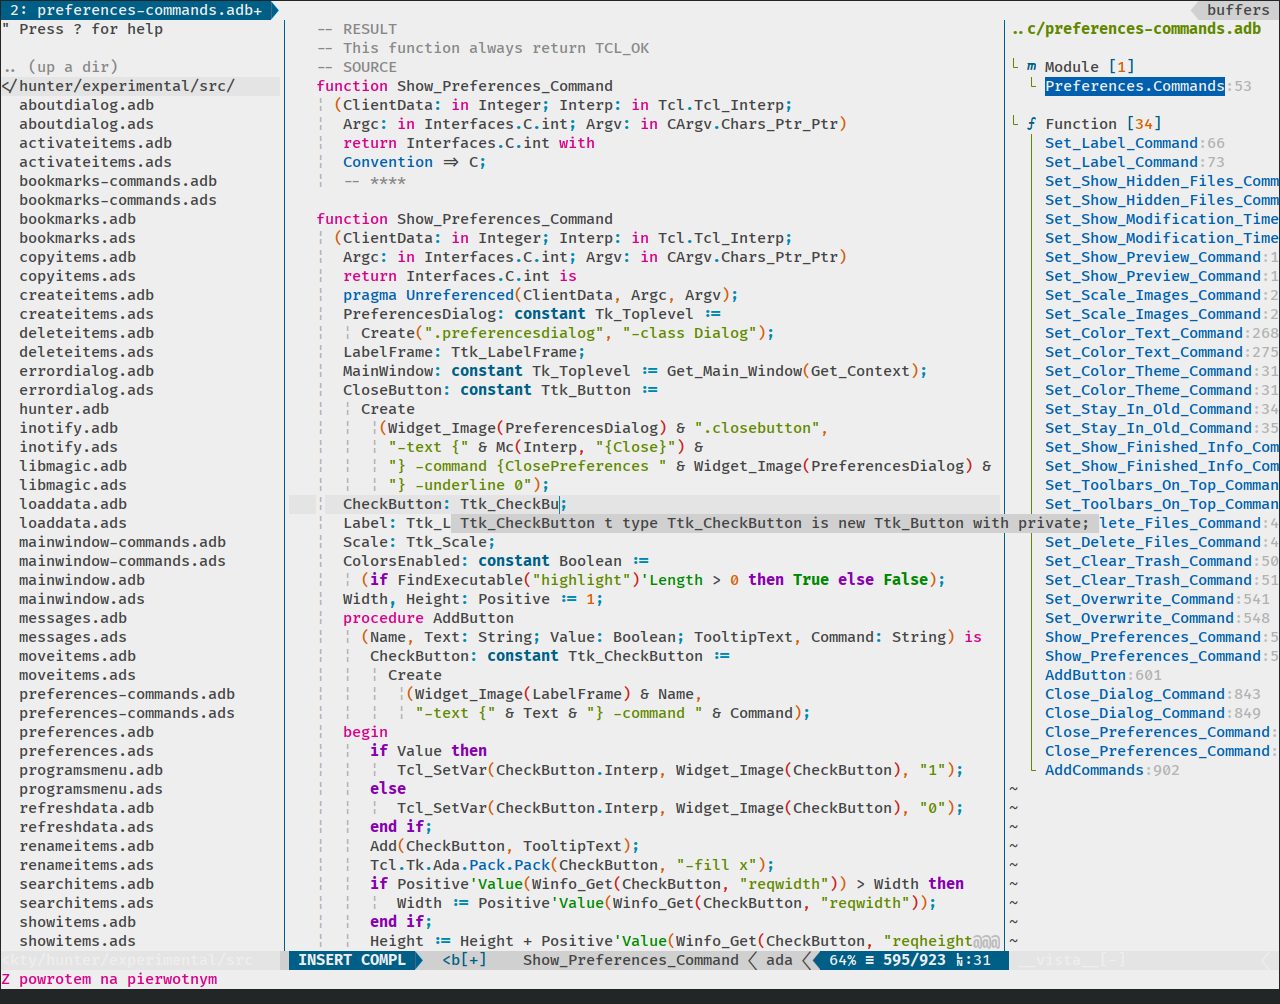 2: preferences-commands.adb+
buffers
" Press ? for help
.. (up a dir)
</hunter/experimental/src/
aboutdialog.adb
aboutdialog.ads
activateitems.adb
activateitems.ads
bookmarks-commands.adb
bookmarks-commands.ads
bookmarks.adb
bookmarks.ads
copyitems.adb
copyitems.ads
createitems.adb
createitems.ads
deleteitems.adb
deleteitems.ads
errordialog.adb
errordialog.ads
hunter.adb
inotify.adb
inotify.ads
libmagic.adb
libmagic.ads
loaddata.adb
loaddata.ads
mainwindow-commands.adb
mainwindow-commands.ads
mainwindow.adb
mainwindow.ads
messages.adb
messages.ads
moveitems.adb
moveitems.ads
preferences-commands.adb
preferences-commands.ads
preferences.adb
preferences.ads
programsmenu.adb
programsmenu.ads
refreshdata.adb
refreshdata.ads
renameitems.adb
renameitems.ads
searchitems.adb
searchitems.ads
showitems.adb
showitems.ads
<kty/hunter/experimental/src
-- RESULT
-- This function always return TCL_OK
-- SOURCE
function Show_Preferences_Command
(ClientData: in Integer; Interp: in Tcl.Tcl_Interp;
Argc: in Interfaces.C.int; Argv: in CArgv.Chars_Ptr_Ptr)
return Interfaces.C.int with
Convention => C;
-- ****
function Show_Preferences_Command
(ClientData: in Integer; Interp: in Tcl.Tcl_Interp;
Argc: in Interfaces.C.int; Argv: in CArgv.Chars_Ptr_Ptr)
return Interfaces.C.int is
pragma Unreferenced(ClientData, Argc, Argv);
PreferencesDialog: constant Tk_Toplevel :=
Create(".preferencesdialog", "-class Dialog");
LabelFrame: Ttk_LabelFrame;
MainWindow: constant Tk_Toplevel := Get_Main_Window(Get_Context);
CloseButton: constant Ttk_Button :=
Create
(Widget_Image(PreferencesDialog) & ".closebutton",
"-text {" & Mc(Interp, "{Close}") &
"} -command {ClosePreferences " & Widget_Image(PreferencesDialog) &
"} -underline 0");
CheckButton: Ttk_CheckBu;
Label: Ttk_L Ttk_CheckButton t type Ttk_CheckButton is new Ttk_Button with private;
Scale: Ttk_Scale;
ColorsEnabled: constant Boolean :=
(if FindExecutable("highlight")'Length > 0 then True else False);
Width, Height: Positive := 1;
procedure AddButton
(Name, Text: String; Value: Boolean; TooltipText, Command: String) is
CheckButton: constant Ttk_CheckButton :=
Create
(Widget_Image(LabelFrame) & Name,
"-text {" & Text & "} -command " & Command);
begin
if Value then
Tcl_SetVar(CheckButton.Interp, Widget_Image(CheckButton), "1");
else
Tcl_SetVar(CheckButton.Interp, Widget_Image(CheckButton), "0");
end if;
Add(CheckButton, TooltipText);
Tcl.Tk.Ada.Pack.Pack(CheckButton, "-fill x");
if Positive'Value(Winfo_Get(CheckButton, "reqwidth")) > Width then
Width := Positive'Value(Winfo_Get(CheckButton, "reqwidth"));
end if;
Height := Height + Positive'Value(Winfo_Get(CheckButton, "reqheight@@@
INSERT COMPL <b[+] Show_Preferences_Command ada 64% ≡ 595/923 ㏑:31
..c/preferences-commands.adb
m Module [1]
Preferences.Commands:53
ƒ Function [34]
Set_Label_Command:66
Set_Label_Command:73
Set_Show_Hidden_Files_Comm
Set_Show_Hidden_Files_Comm
Set_Show_Modification_Time
Set_Show_Modification_Time
Set_Show_Preview_Command:1
Set_Show_Preview_Command:1
Set_Scale_Images_Command:2
Set_Scale_Images_Command:2
Set_Color_Text_Command:268
Set_Color_Text_Command:275
Set_Color_Theme_Command:31
Set_Color_Theme_Command:31
Set_Stay_In_Old_Command:34
Set_Stay_In_Old_Command:35
Set_Show_Finished_Info_Com
Set_Show_Finished_Info_Com
Set_Toolbars_On_Top_Comman
Set_Toolbars_On_Top_Comman
lete_Files_Command:4
Set_Delete_Files_Command:4
Set_Clear_Trash_Command:50
Set_Clear_Trash_Command:51
Set_Overwrite_Command:541
Set_Overwrite_Command:548
Show_Preferences_Command:5
Show_Preferences_Command:5
AddButton:601
Close_Dialog_Command:843
Close_Dialog_Command:849
Close_Preferences_Command:
Close_Preferences_Command:
AddCommands:902
~
~
~
~
~
~
~
~
~
__vista__[-]
Z powrotem na pierwotnym